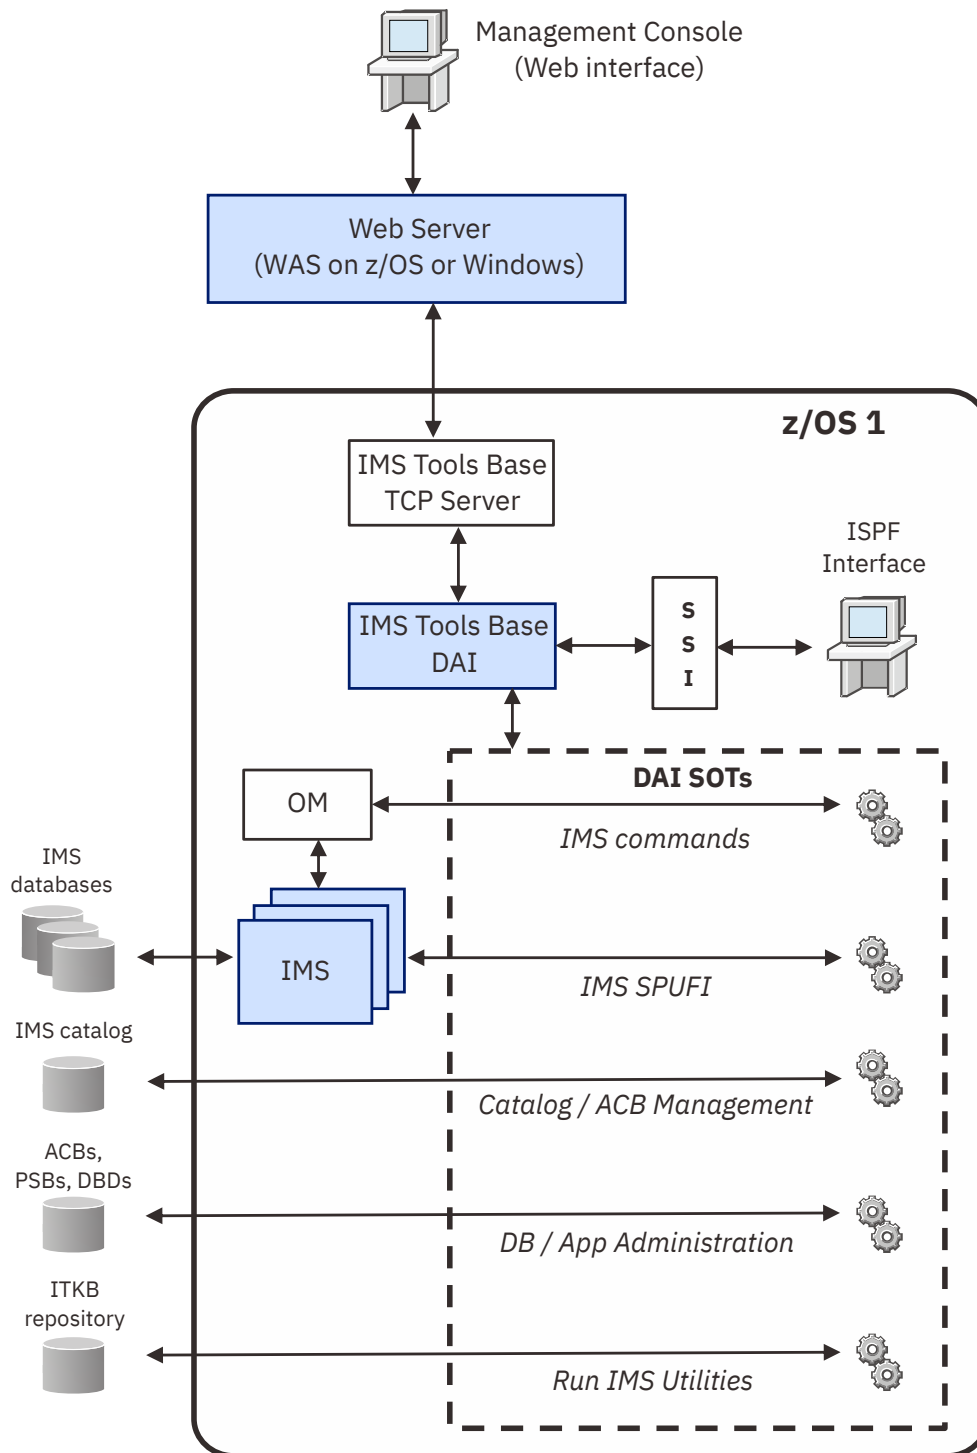 Management Console
(Web interface)
Web Server
(WAS on z/OS or Windows)
z/OS 1
IMS Tools Base
TCP Server
ISPF
Interface
IMS Tools Base
DAI
S
S
I
DAI SOTs
OM
IMS commands
IMS
databases
IMS
IMS SPUFI
IMS catalog
Catalog / ACB Management
ACBs,
PSBs, DBDs
DB / App Administration
ITKB
repository
Run IMS Utilities